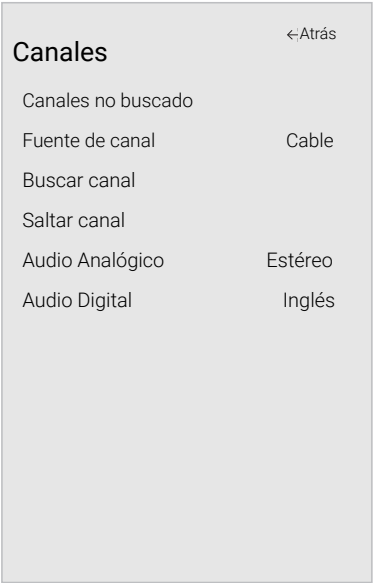 ←Atrás
Canales
Canales no buscado
Fuente de canal Cable
Buscar canal
Saltar canal
Audio Analógico Estéreo
Audio Digital Inglés